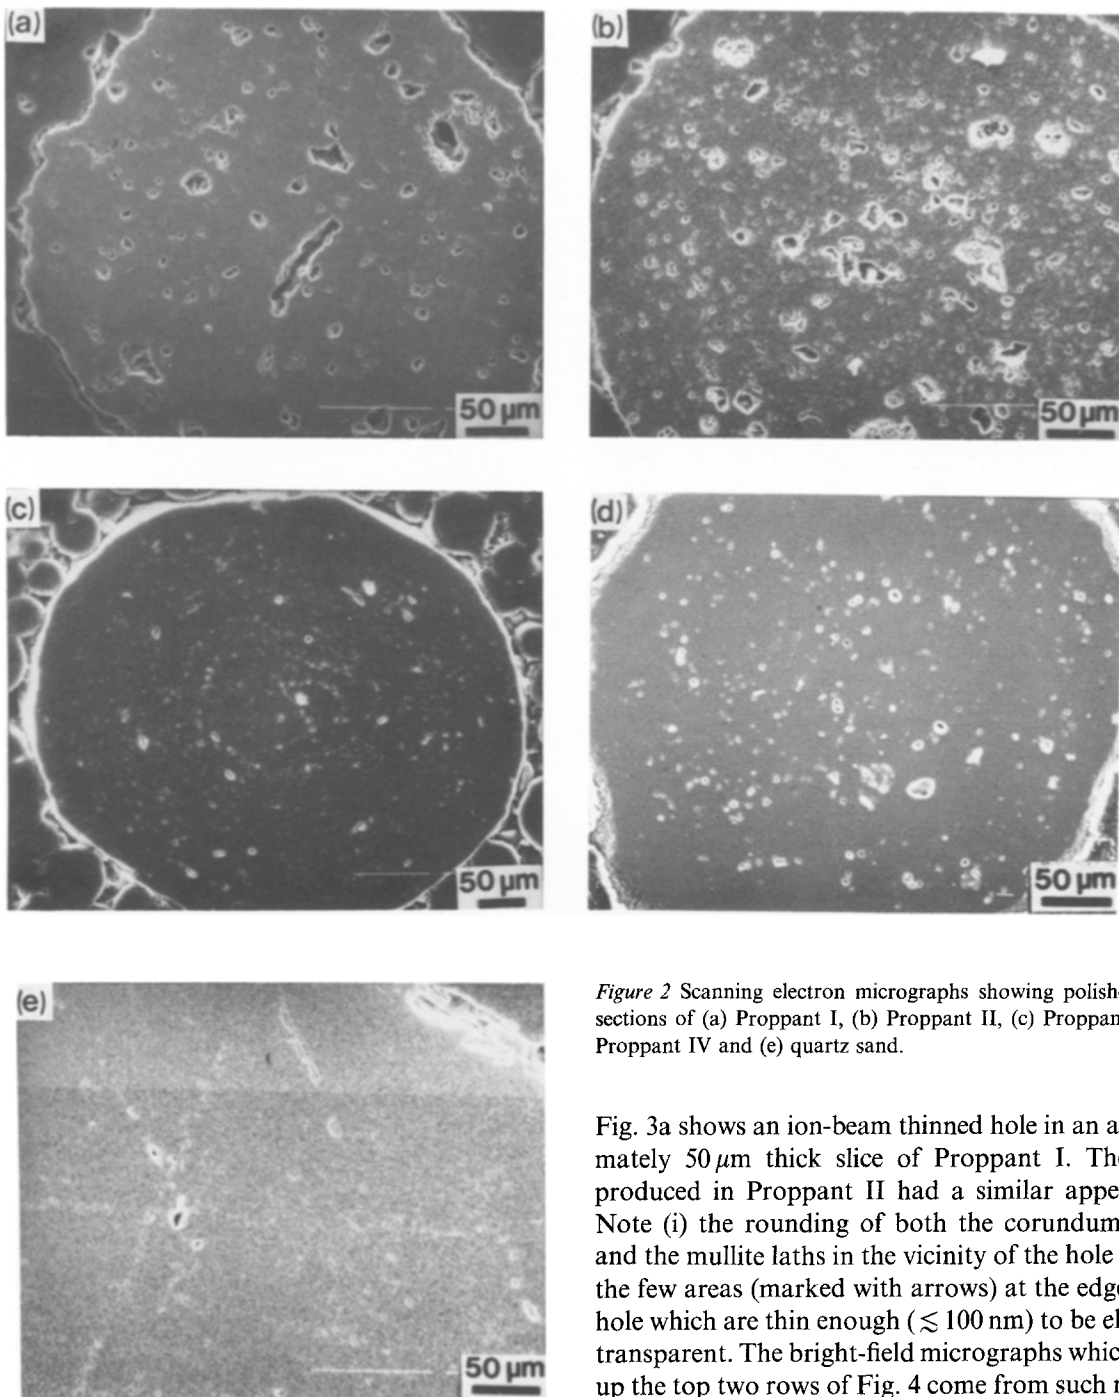 (a)
50 µm
(b)
50 µm
(c)
50 µm
(d)
50 µm
(e)
50 µm
Figure 2 Scanning electron micrographs showing polish
sections of (a) Proppant I, (b) Proppant II, (c) Proppan
Proppant IV and (e) quartz sand.
Fig. 3a shows an ion-beam thinned hole in an a
mately 50 µm thick slice of Proppant I. Th
produced in Proppant II had a similar appe
Note (i) the rounding of both the corundum
and the mullite laths in the vicinity of the hole
the few areas (marked with arrows) at the edge
hole which are thin enough (≲ 100 nm) to be el
transparent. The bright-field micrographs whic
up the top two rows of Fig. 4 come from such r